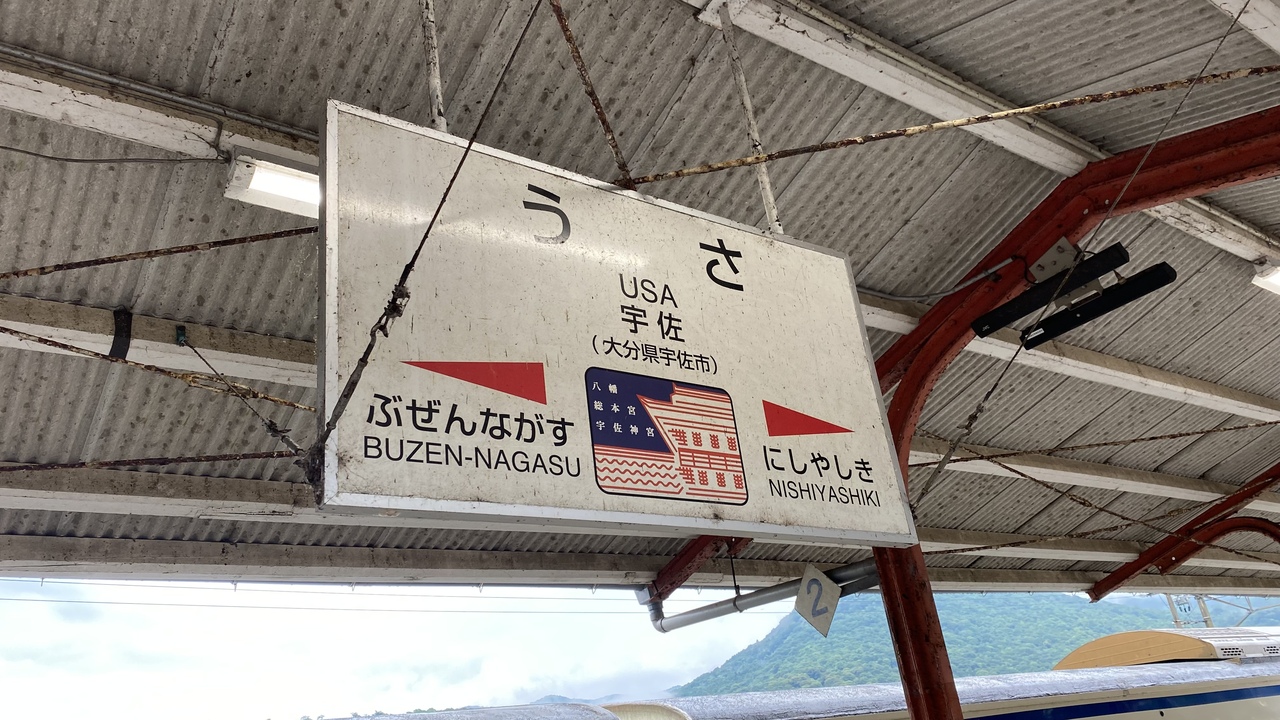 うさ
USA
宇佐
(大分県宇佐市)
ぶぜんながす
BUZEN-NAGASU
八幡
総本宮
宇佐神宮
にしやしき
NISHIYASHIKI
2